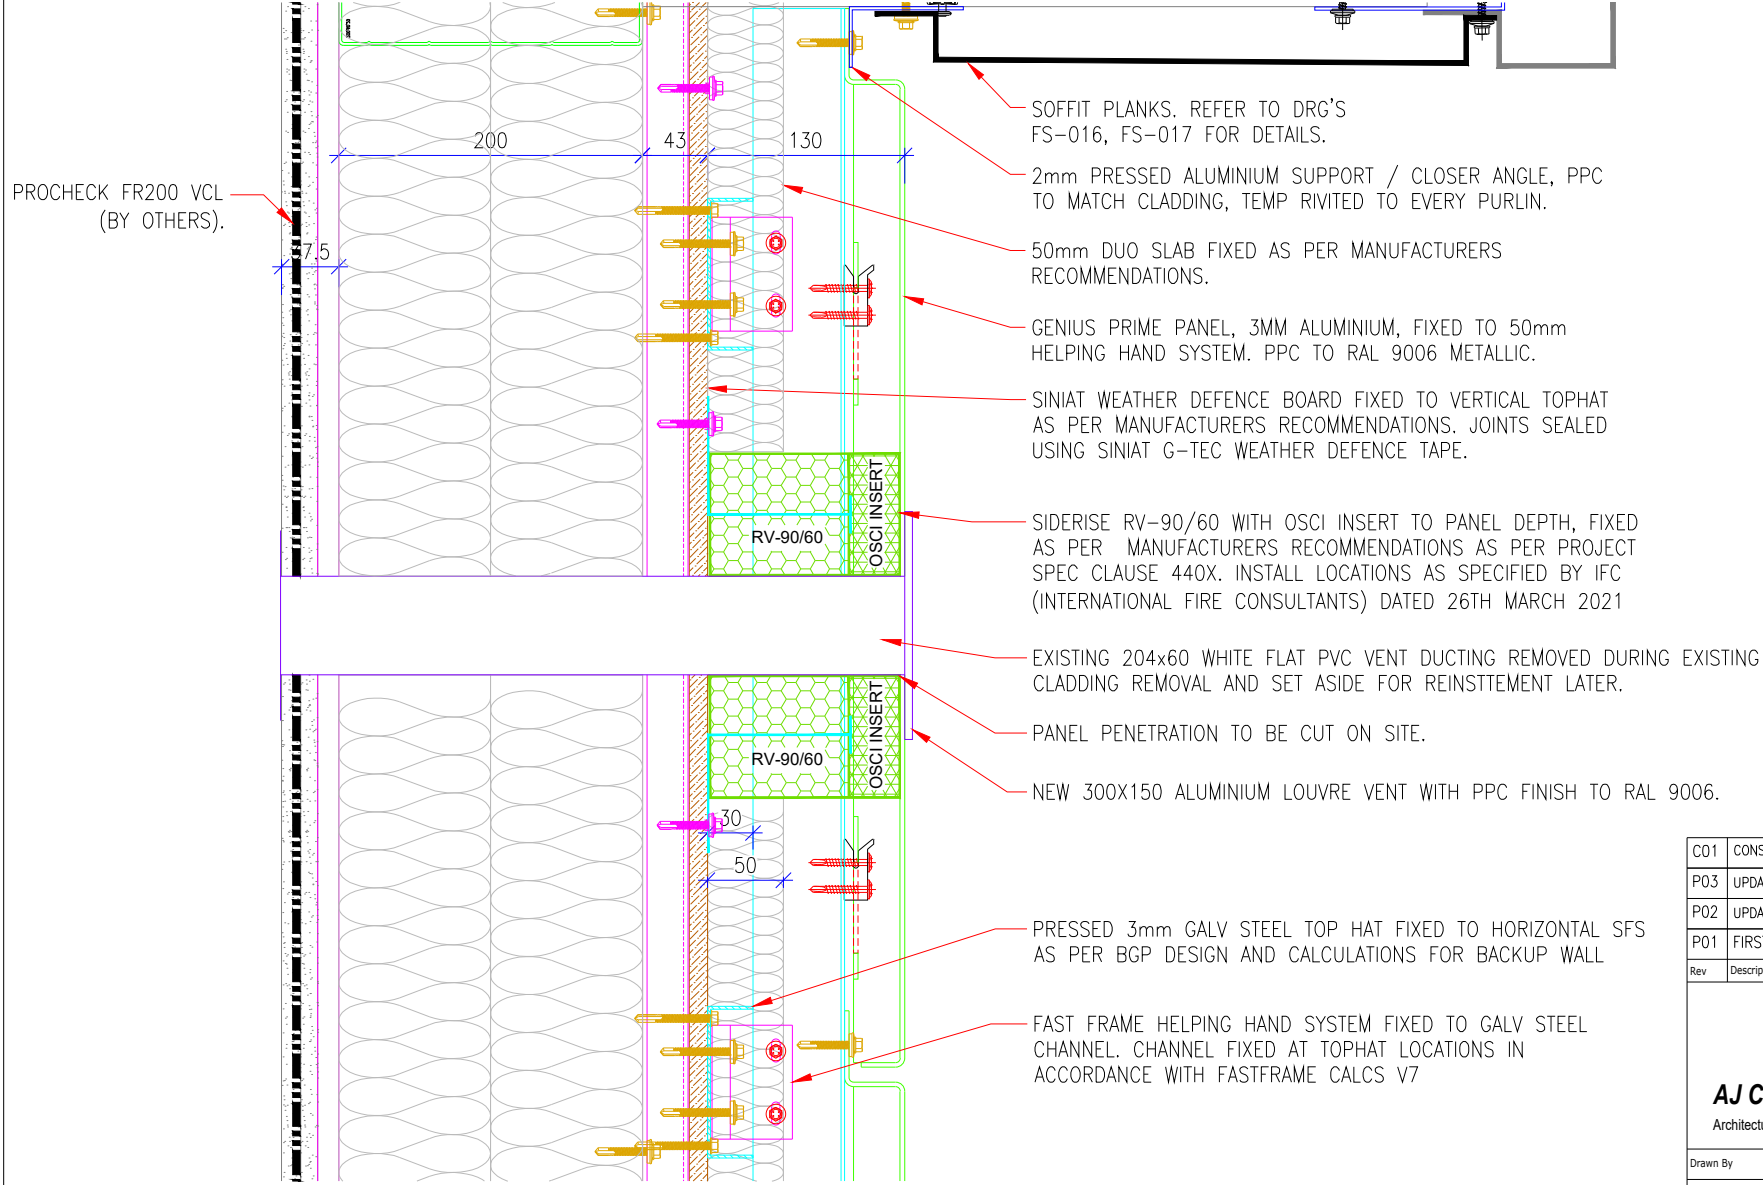 SOFFIT PLANKS. REFER TO DRG'S
FS-016, FS-017 FOR DETAILS.
200
43
130
2mm PRESSED ALUMINIUM SUPPORT / CLOSER ANGLE, PPC
TO MATCH CLADDING, TEMP RIVITED TO EVERY PURLIN.
PROCHECK FR200 VCL
(BY OTHERS).
50mm DUO SLAB FIXED AS PER MANUFACTURERS
RECOMMENDATIONS.
GENIUS PRIME PANEL, 3MM ALUMINIUM, FIXED TO 50mm
HELPING HAND SYSTEM. PPC TO RAL 9006 METALLIC.
SINIAT WEATHER DEFENCE BOARD FIXED TO VERTICAL TOPHAT
AS PER MANUFACTURERS RECOMMENDATIONS. JOINTS SEALED
USING SINIAT G-TEC WEATHER DEFENCE TAPE.
OSCI INSERT
RV-90/60
SIDERISE RV-90/60 WITH OSCI INSERT TO PANEL DEPTH, FIXED
AS PER MANUFACTURERS RECOMMENDATIONS AS PER PROJECT
SPEC CLAUSE 440X. INSTALL LOCATIONS AS SPECIFIED BY IFC
(INTERNATIONAL FIRE CONSULTANTS) DATED 26TH MARCH 2021
EXISTING 204x60 WHITE FLAT PVC VENT DUCTING REMOVED DURING EXISTING
CLADDING REMOVAL AND SET ASIDE FOR REINSTTEMENT LATER.
OSCI INSERT
RV-90/60
PANEL PENETRATION TO BE CUT ON SITE.
NEW 300X150 ALUMINIUM LOUVRE VENT WITH PPC FINISH TO RAL 9006.
30
50
PRESSED 3mm GALV STEEL TOP HAT FIXED TO HORIZONTAL SFS
AS PER BGP DESIGN AND CALCULATIONS FOR BACKUP WALL
FAST FRAME HELPING HAND SYSTEM FIXED TO GALV STEEL
CHANNEL. CHANNEL FIXED AT TOPHAT LOCATIONS IN
ACCORDANCE WITH FASTFRAME CALCS V7
C01 CONS
P03 UPDA
P02 UPDA
P01 FIRS
Rev Descrip
AJ C
Architectu
Drawn By